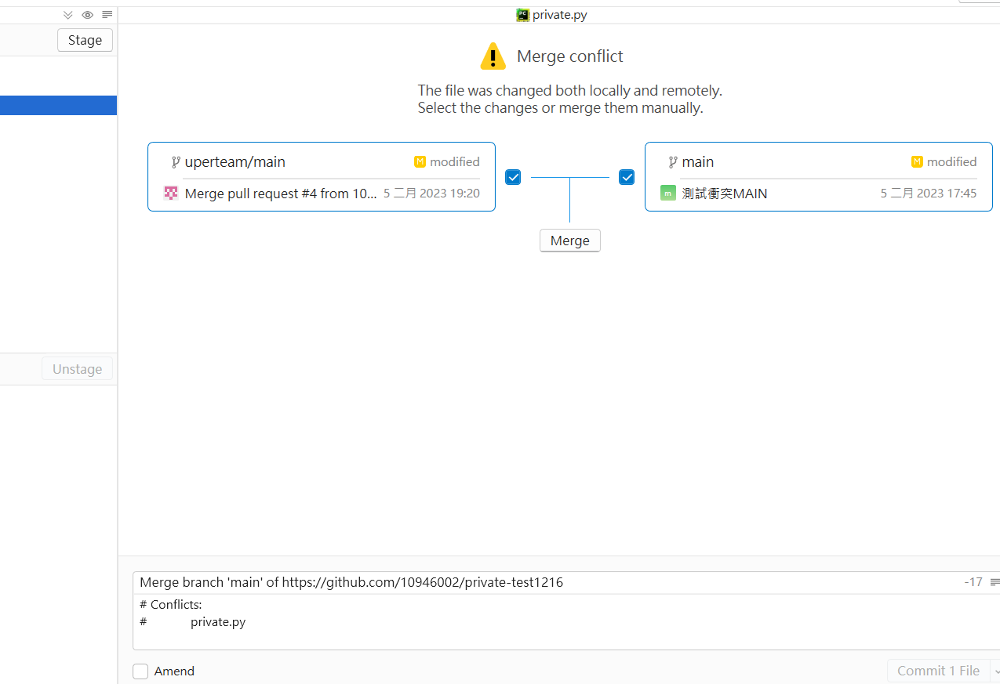 private.py
Stage
Merge conflict
The file was changed both locally and remotely.
Select the changes or merge them manually.
uperteam/main
M modified
Merge pull request #4 from 10... 5 二月 2023 19:20
main
M modified
m 測試衝突MAIN 5 二月 2023 17:45
Merge
Unstage
Merge branch 'main' of https://github.com/10946002/private-test1216 -17
# Conflicts:
# private.py
Amend
Commit 1 File